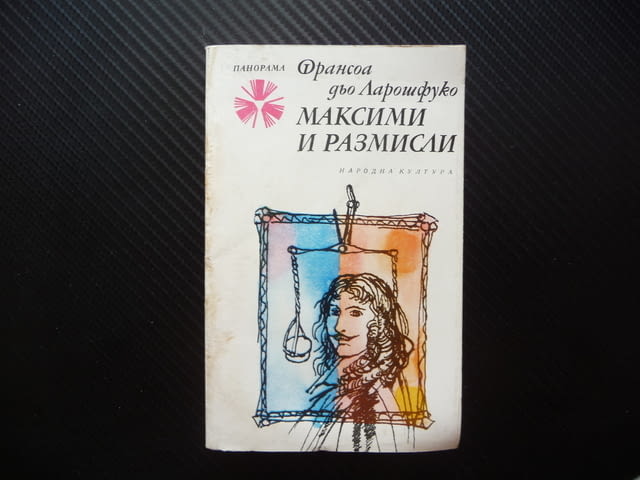 ПАНОРАМА
Франсоа
дьо Ларошфуко
МАКСИМИ
И РАЗМИСЛИ
НАРОДНА КУЛТУРА